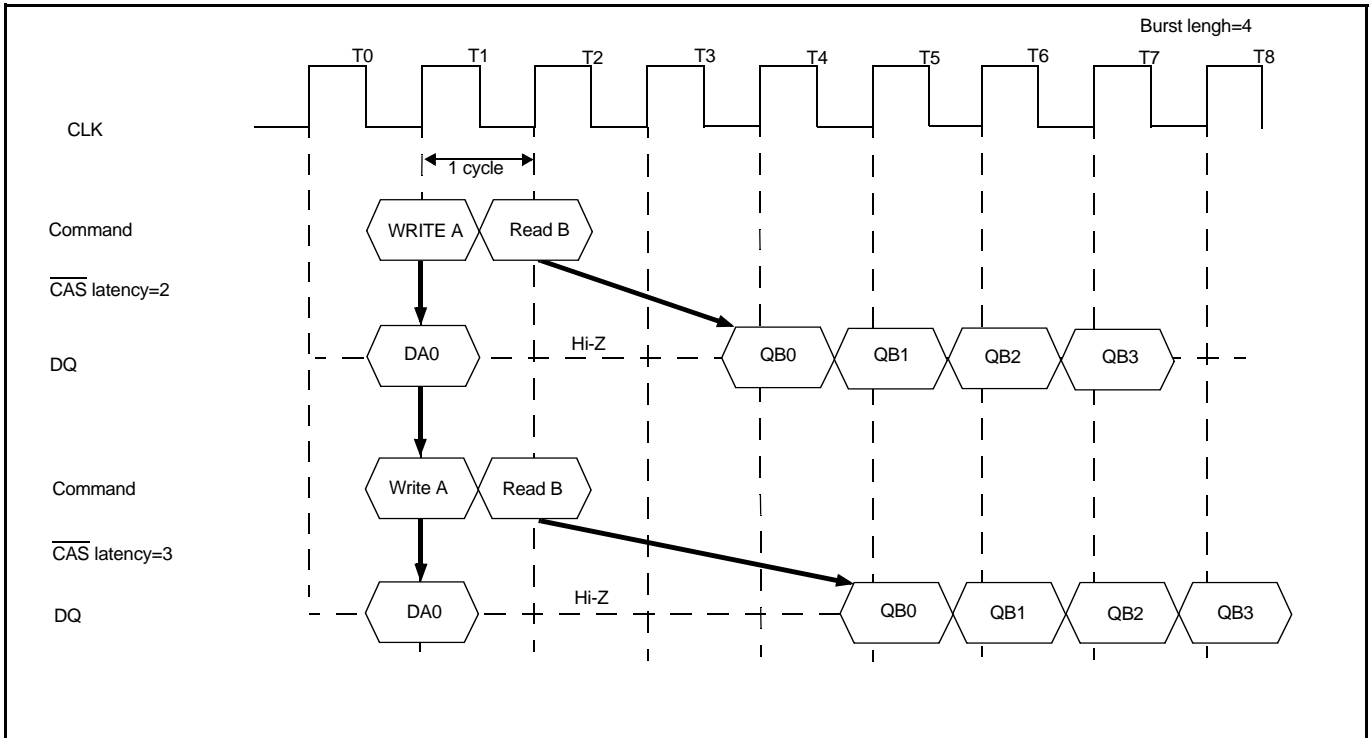 Burst lengh=4
T0 T1 T2 T3 T4 T5 T6 T7 T8
CLK
1 cycle
Command WRITE A Read B
CAS latency=2
DQ DA0 Hi-Z QB0 QB1 QB2 QB3
Command Write A Read B
CAS latency=3
DQ DA0 Hi-Z QB0 QB1 QB2 QB3